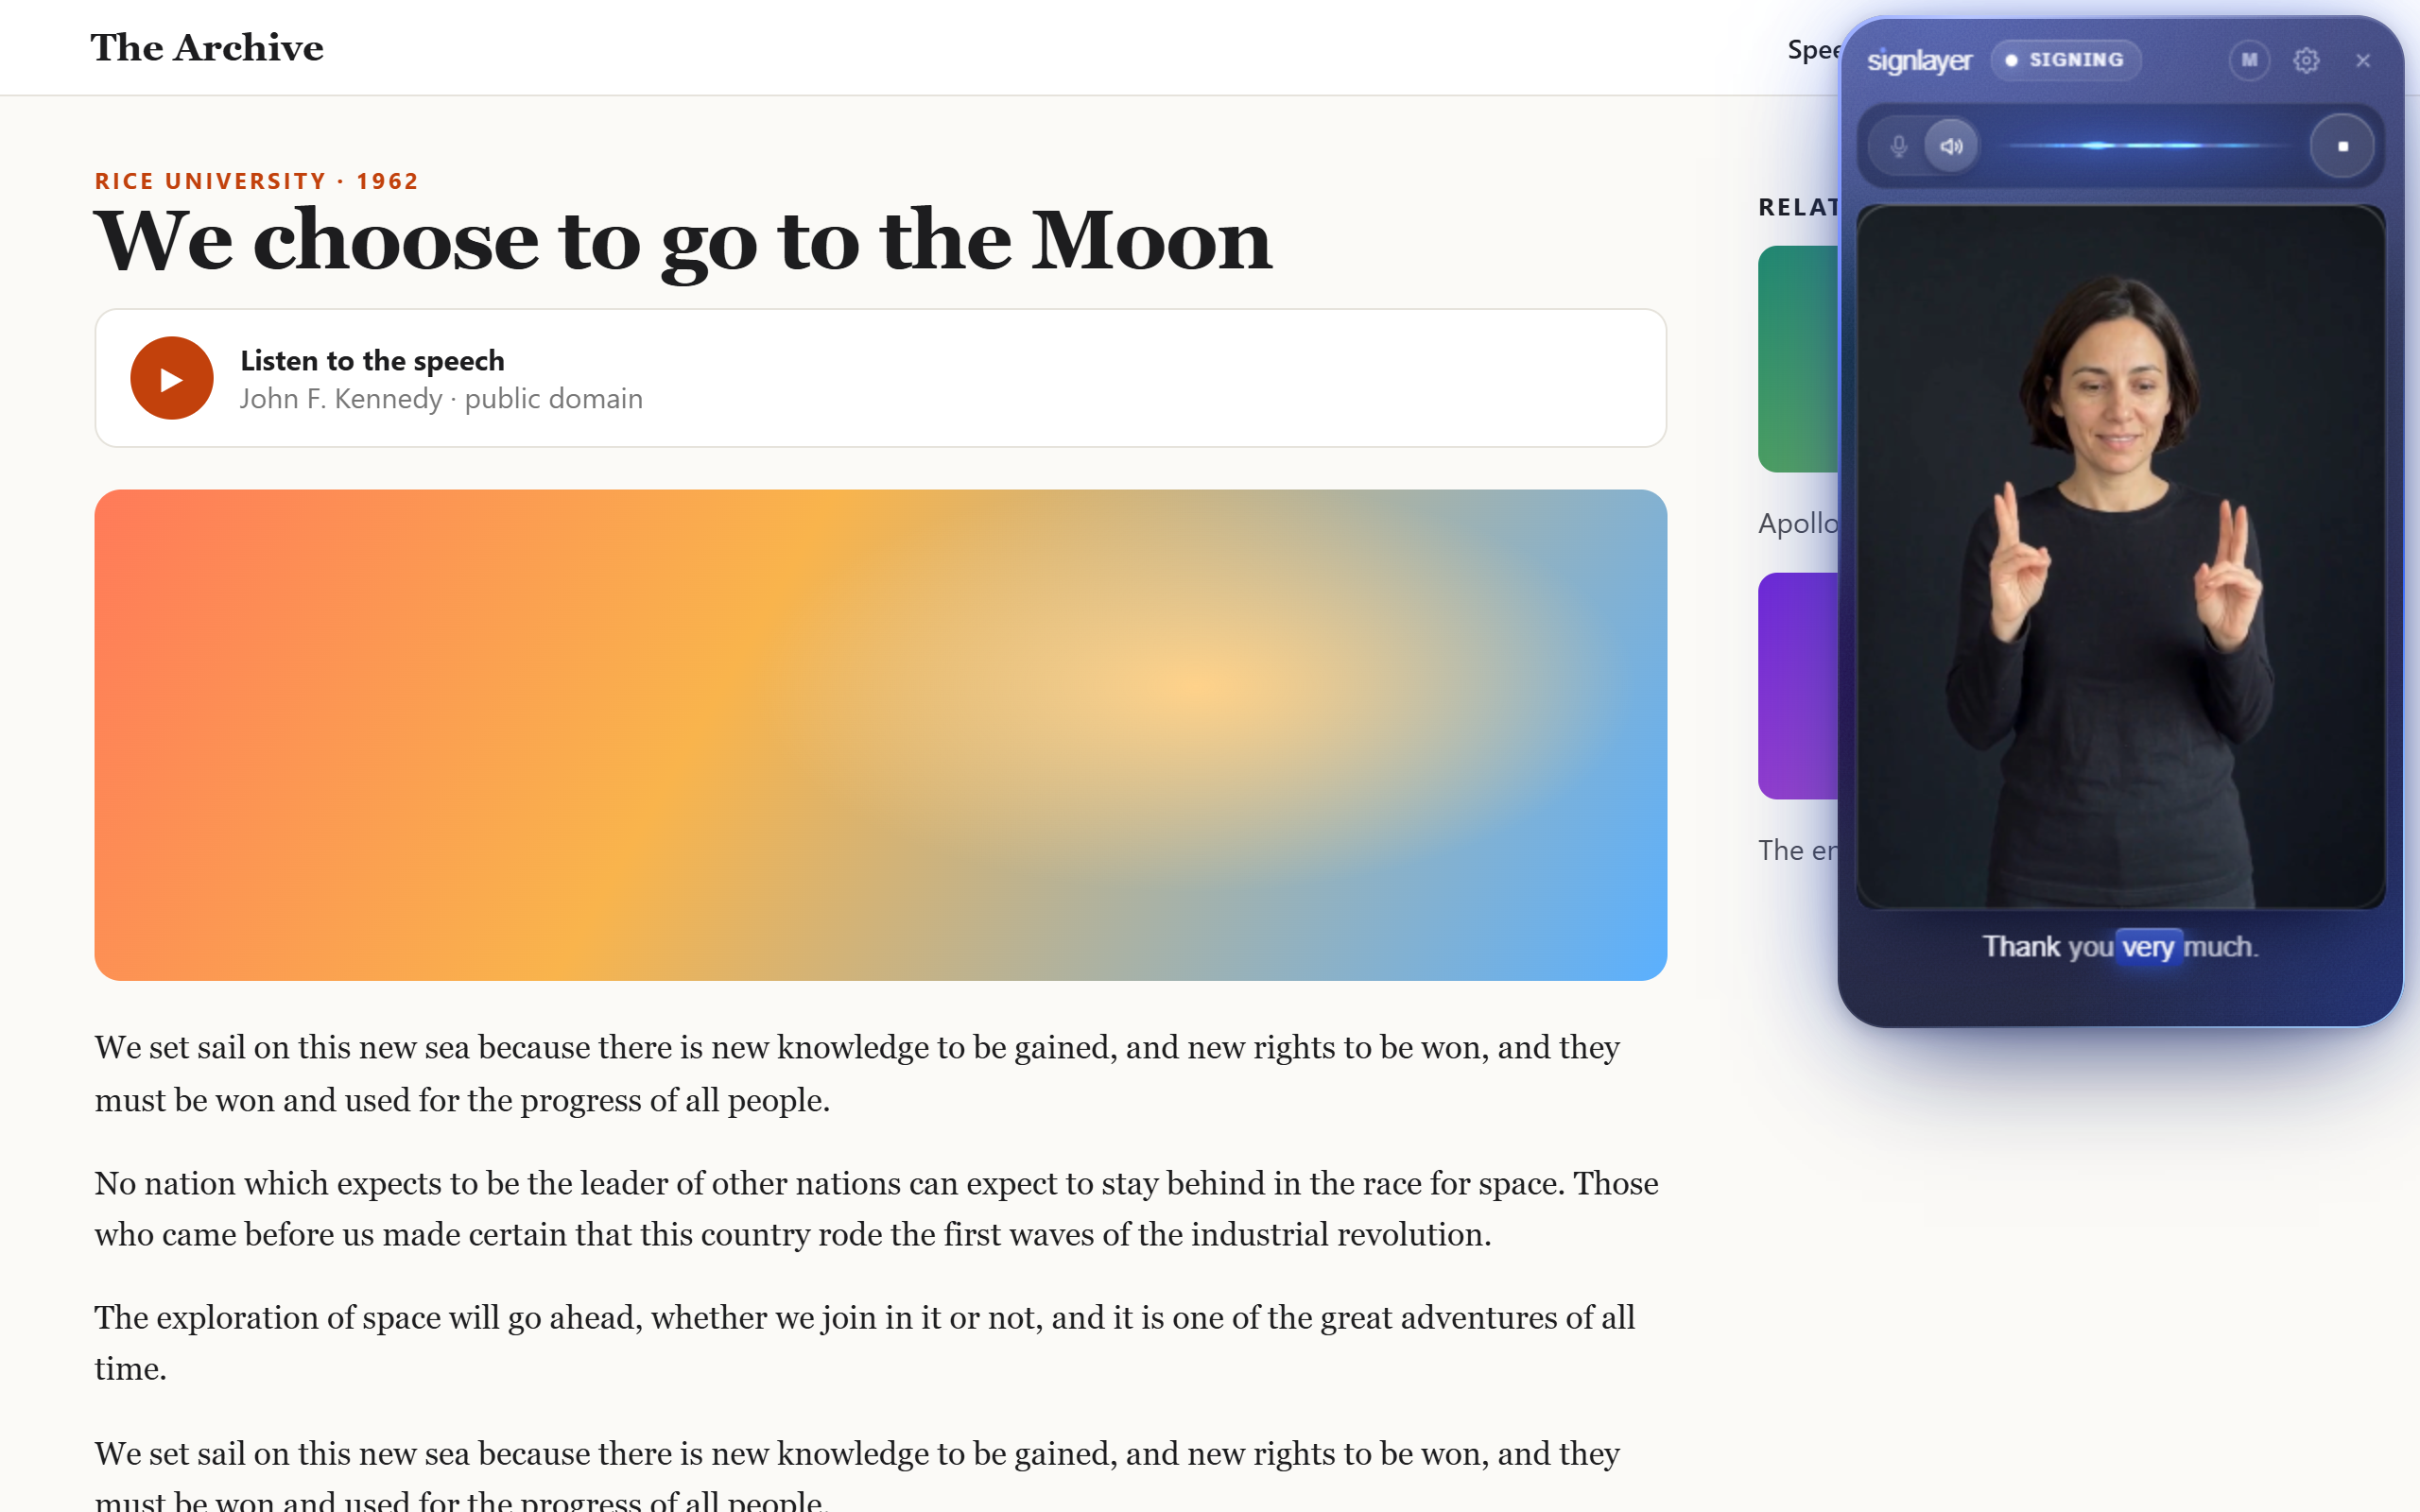 The Archive
Spee
RICE UNIVERSITY · 1962
We choose to go to the Moon
Listen to the speech
John F. Kennedy · public domain
We set sail on this new sea because there is new knowledge to be gained, and new rights to be won, and they
must be won and used for the progress of all people.
No nation which expects to be the leader of other nations can expect to stay behind in the race for space. Those
who came before us made certain that this country rode the first waves of the industrial revolution.
The exploration of space will go ahead, whether we join in it or not, and it is one of the great adventures of all
time.
We set sail on this new sea because there is new knowledge to be gained, and new rights to be won, and they
must be won and used for the progress of all people.
RELAT
Apollo
The en
signlayer
SIGNING
M
Thank you very much.